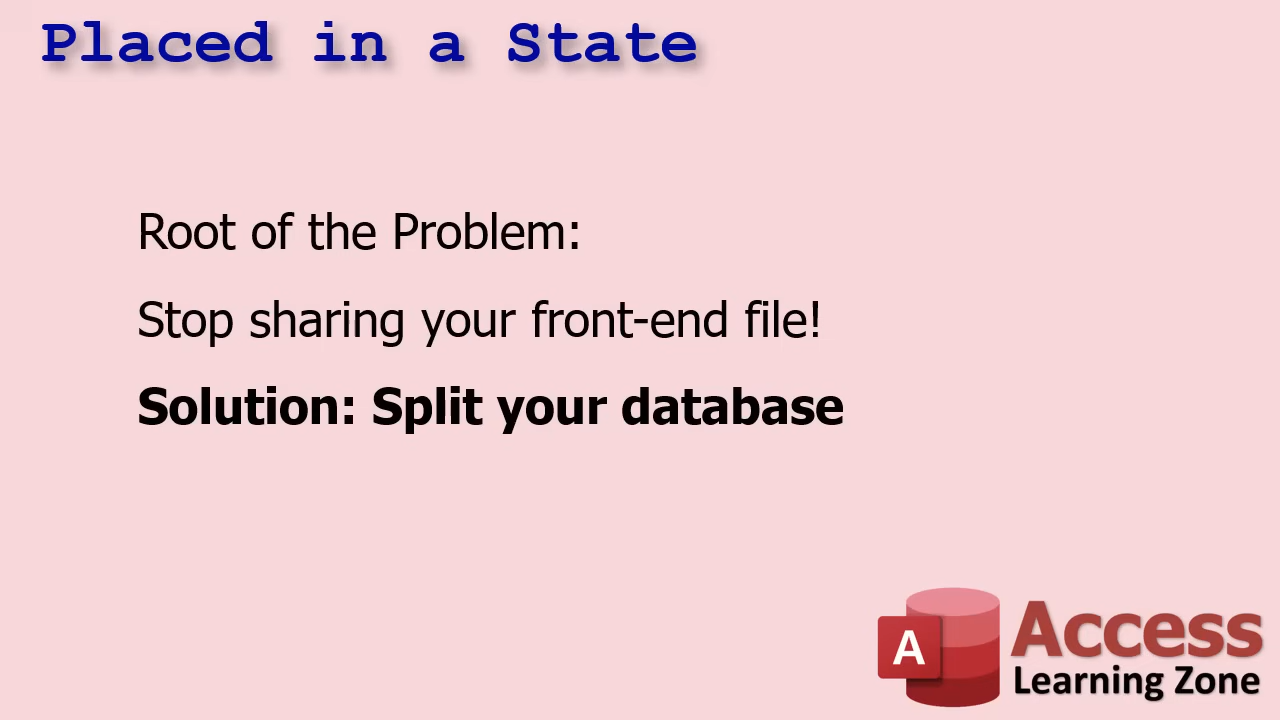 Placed in a State
Root of the Problem:
Stop sharing your front-end file!
Solution: Split your database
A
Access
Learning Zone